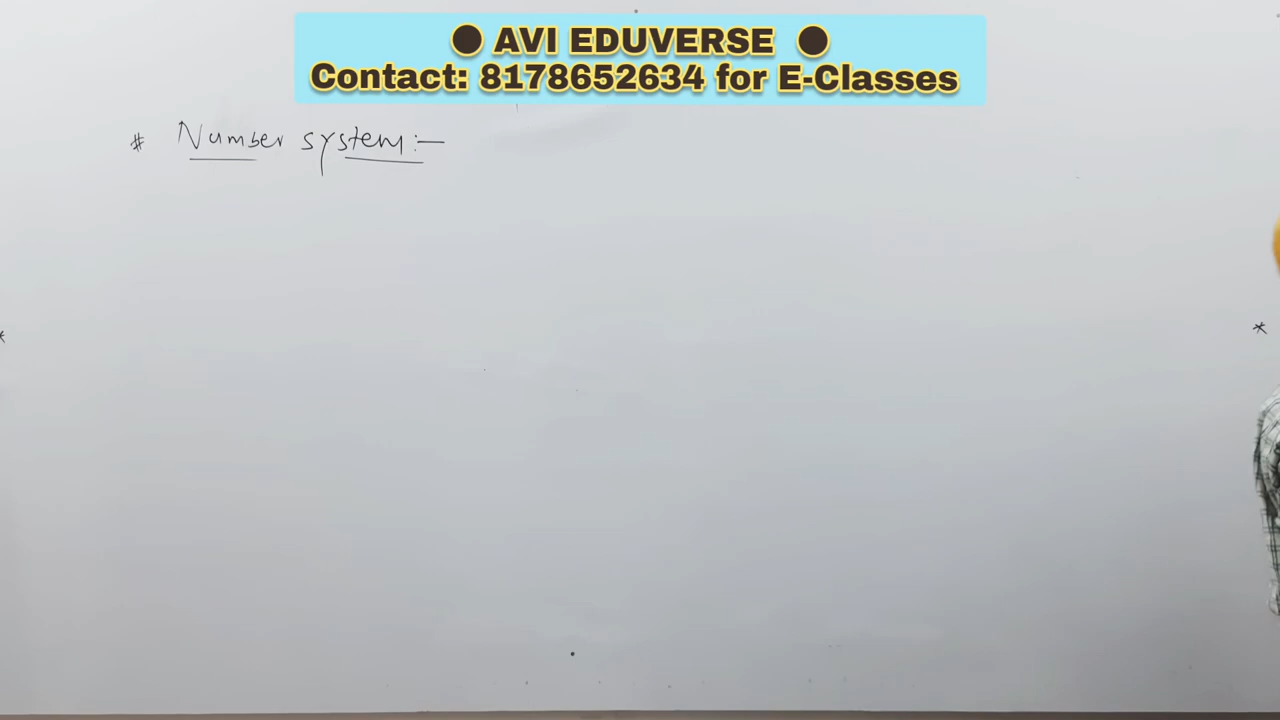 ● AVI EDUVERSE ●
Contact: 8178652634 for E-Classes
# Number system :-
*
*